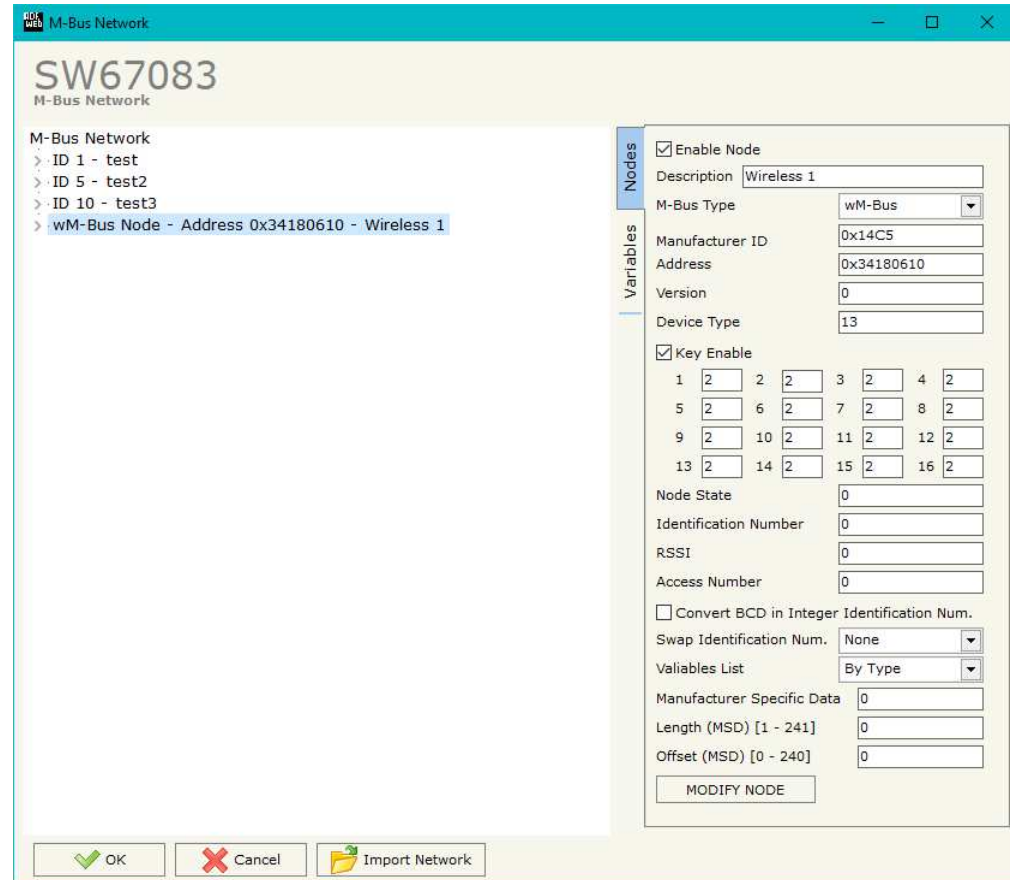 ADF WEB M-Bus Network
SW67083
M-Bus Network
M-Bus Network
ID 1 - test
ID 5 - test2
ID 10 - test3
wM-Bus Node - Address 0x34180610 - Wireless 1
Nodes
Variables
Enable Node
Description Wireless 1
M-Bus Type wM-Bus
Manufacturer ID 0x14C5
Address 0x34180610
Version 0
Device Type 13
Key Enable
1 2 2 2 3 2 4 2
5 2 6 2 7 2 8 2
9 2 10 2 11 2 12 2
13 2 14 2 15 2 16 2
Node State 0
Identification Number 0
RSSI 0
Access Number 0
Convert BCD in Integer Identification Num.
Swap Identification Num. None
Valiables List By Type
Manufacturer Specific Data 0
Length (MSD) [1 - 241] 0
Offset (MSD) [0 - 240] 0
MODIFY NODE
OK Cancel Import Network